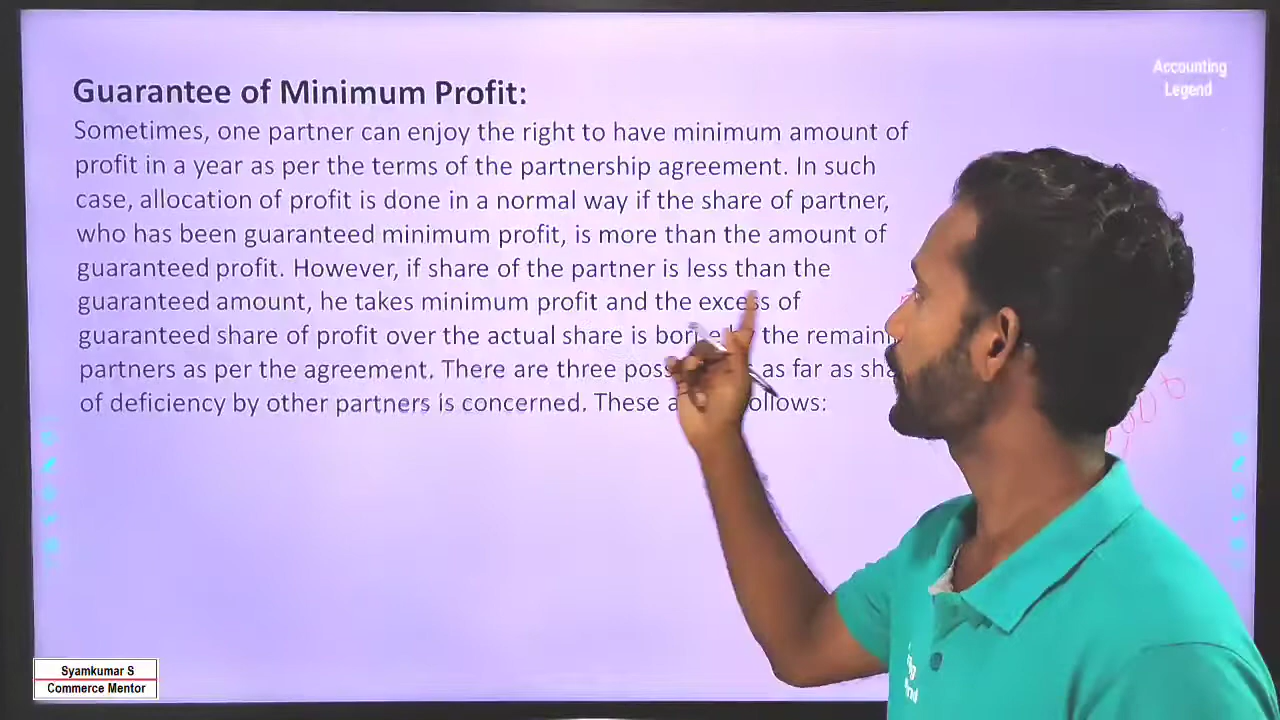 Guarantee of Minimum Profit:
Sometimes, one partner can enjoy the right to have minimum amount of
profit in a year as per the terms of the partnership agreement. In such
case, allocation of profit is done in a normal way if the share of partner,
who has been guaranteed minimum profit, is more than the amount of
guaranteed profit. However, if share of the partner is less than the
guaranteed amount, he takes minimum profit and the excess of
guaranteed share of profit over the actual share is the
partners as per the agreement. There are three as far as
of deficiency by other partners is concerned. These
Accounting
Legend
Syamkumar S
Commerce Mentor